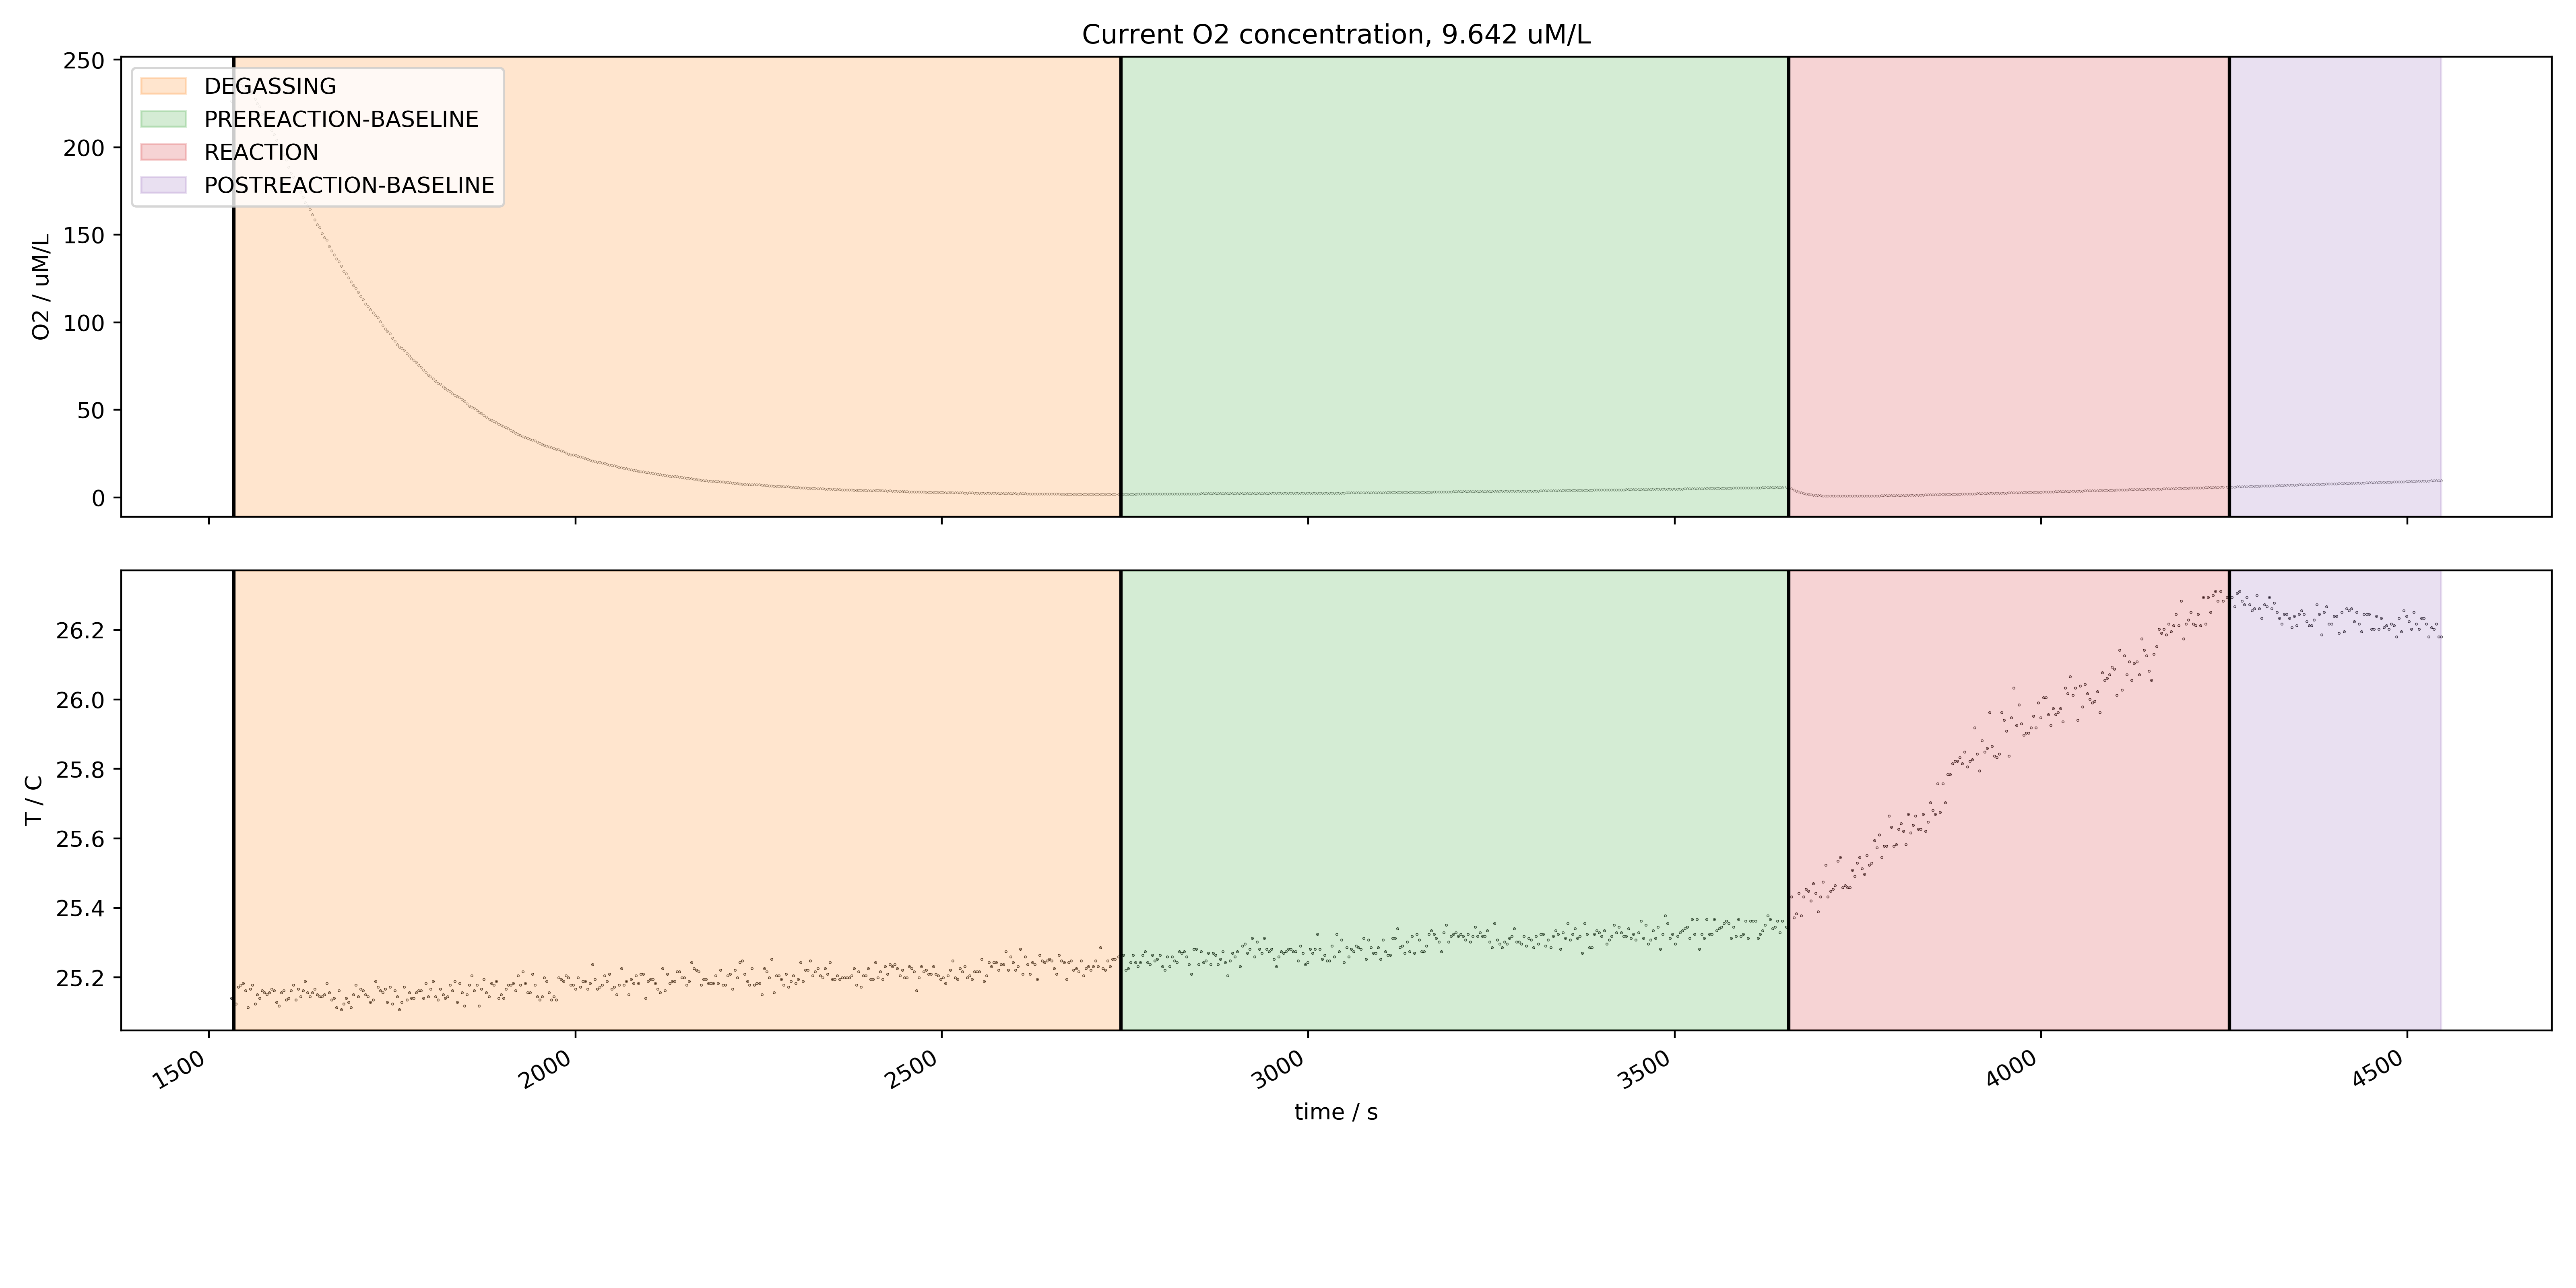 Current O2 concentration, 9.642 uM/L
250
200
150
100
50
0
O2 / uM/L
DEGASSING
PREREACTION-BASELINE
REACTION
POSTREACTION-BASELINE
26.2
26.0
25.8
25.6
25.4
25.2
T / C
1500
2000
2500
3000
3500
4000
4500
time / s